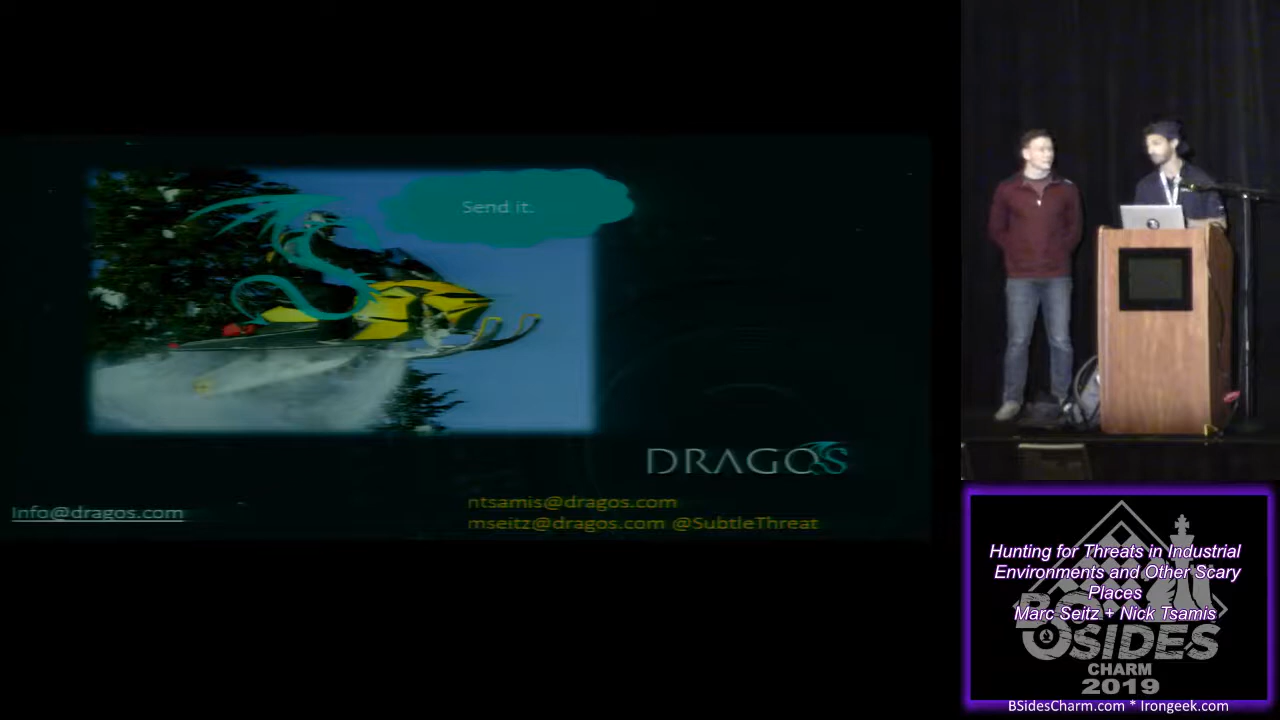 Send it.
DRAGOS
Info@dragos.com
ntsamis@dragos.com
mseitz@dragos.com @SubtleThreat
Hunting for Threats in Industrial
Environments and Other Scary
Places
Marc Seitz + Nick Tsamis
BSIDES
CHARM
2019
BSidesCharm.com * Irongeek.com